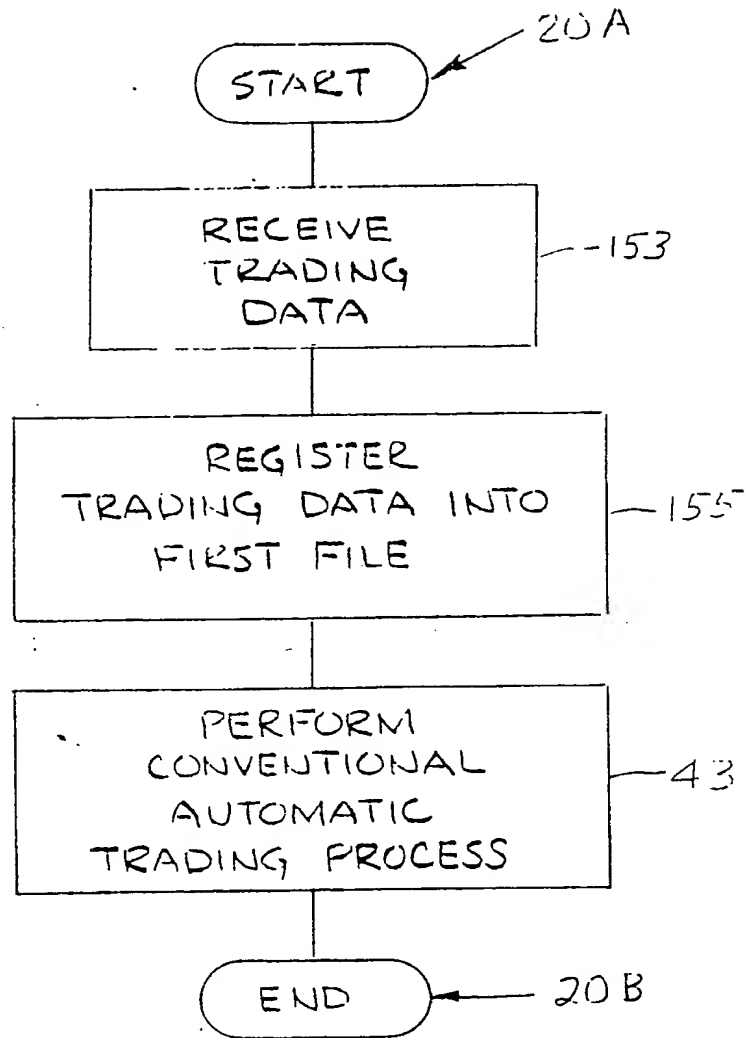 20A
START
RECEIVE
TRADING
DATA
153
REGISTER
TRADING DATA INTO
FIRST FILE
155
PERFORM
CONVENTIONAL
AUTOMATIC
TRADING PROCESS
43
END
20B